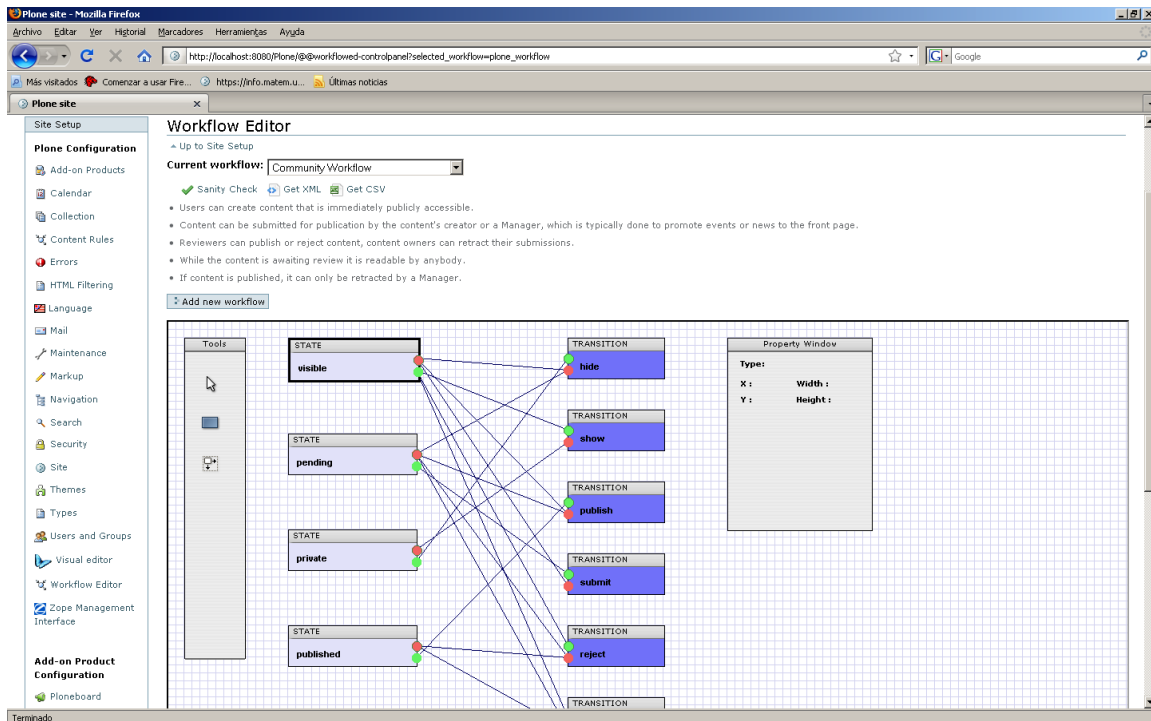 Plone site - Mozilla Firefox
Archivo Editar Ver Historial Marcadores Herramientas Ayuda
http://localhost:8080/Plone/@@workflowed-controlpanel?selected_workflow=plone_workflow
Google
Más visitados Comenzar a usar Fire... https://info.matem.u... Últimas noticias
Plone site
Site Setup
Plone Configuration
Add-on Products
Calendar
Collection
Content Rules
Errors
HTML Filtering
Language
Mail
Maintenance
Markup
Navigation
Search
Security
Site
Themes
Types
Users and Groups
Visual editor
Workflow Editor
Zope Management
Interface
Add-on Product
Configuration
Ploneboard
Workflow Editor
Up to Site Setup
Current workflow: Community Workflow
Sanity Check Get XML Get CSV
Users can create content that is immediately publicly accessible.
Content can be submitted for publication by the content's creator or a Manager, which is typically done to promote events or news to the front page.
Reviewers can publish or reject content, content owners can retract their submissions.
While the content is awaiting review it is readable by anybody.
If content is published, it can only be retracted by a Manager.
Add new workflow
Tools
STATE
visible
STATE
pending
STATE
private
STATE
published
TRANSITION
hide
TRANSITION
show
TRANSITION
publish
TRANSITION
submit
TRANSITION
reject
TRANSITION
Property Window
Type:
X : Width :
Y : Height :
Terminado